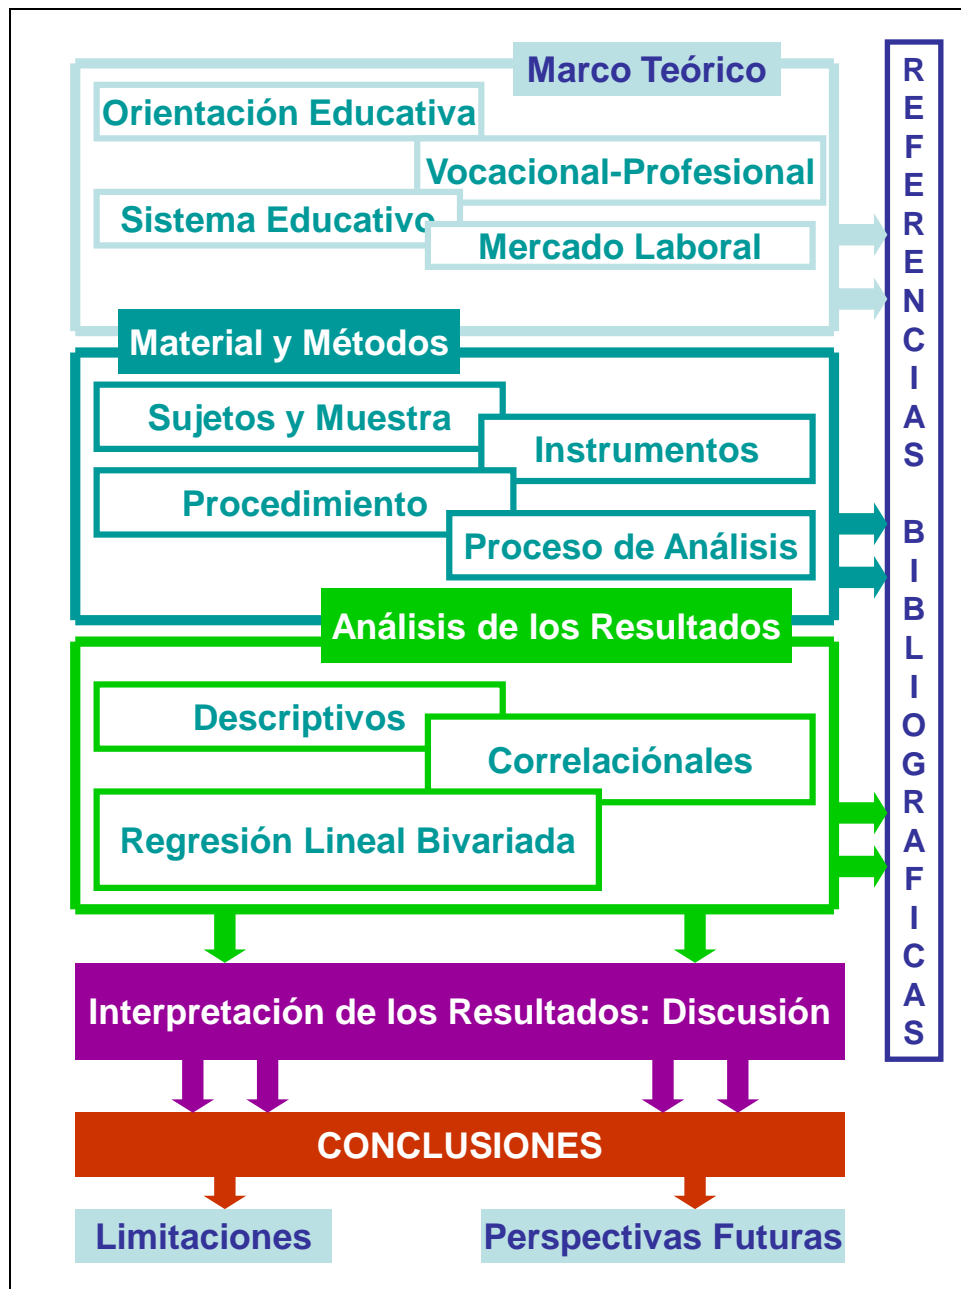 Marco Teórico
Orientación Educativa
Vocacional-Profesional
Sistema Educativo
Mercado Laboral
Material y Métodos
Sujetos y Muestra
Instrumentos
Procedimiento
Proceso de Análisis
Análisis de los Resultados
Descriptivos
Correlaciónales
Regresión Lineal Bivariada
Interpretación de los Resultados: Discusión
CONCLUSIONES
Limitaciones
Perspectivas Futuras
REFERENCIAS BIBLIOGRAFICAS